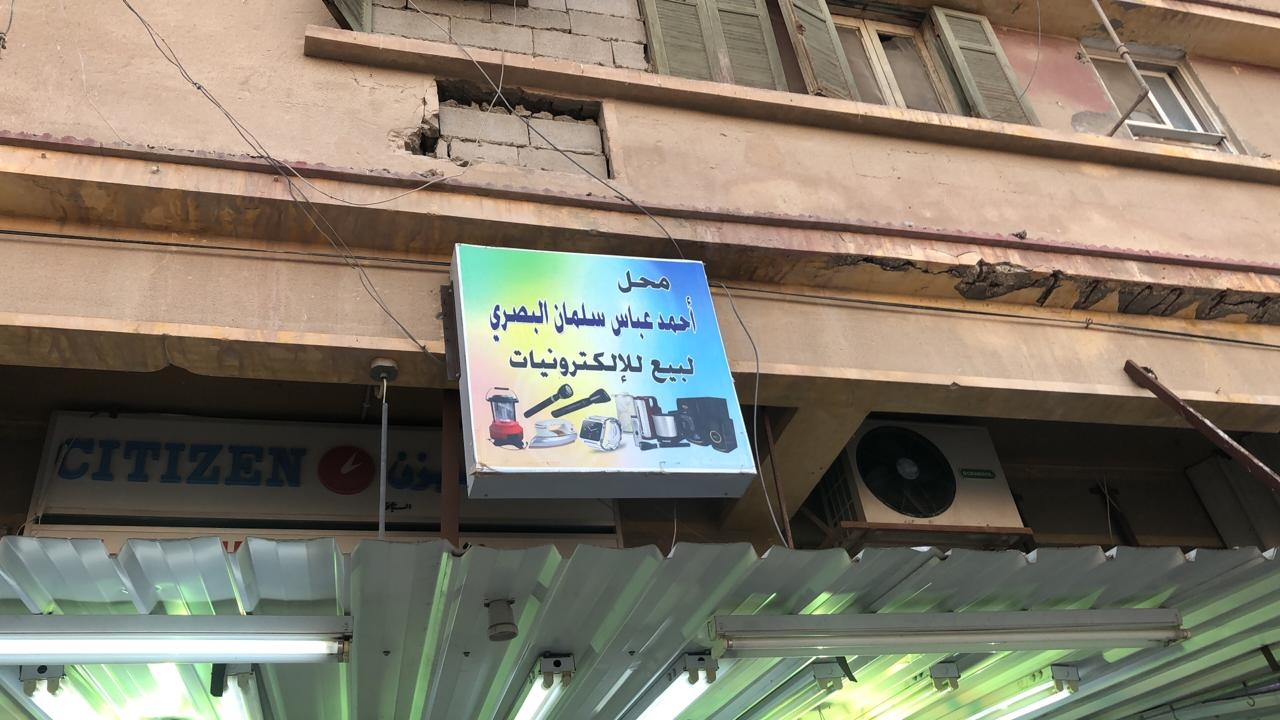 محل
أحمد عباس سلمان البصري
لبيع للإلكترونيات
CITIZEN